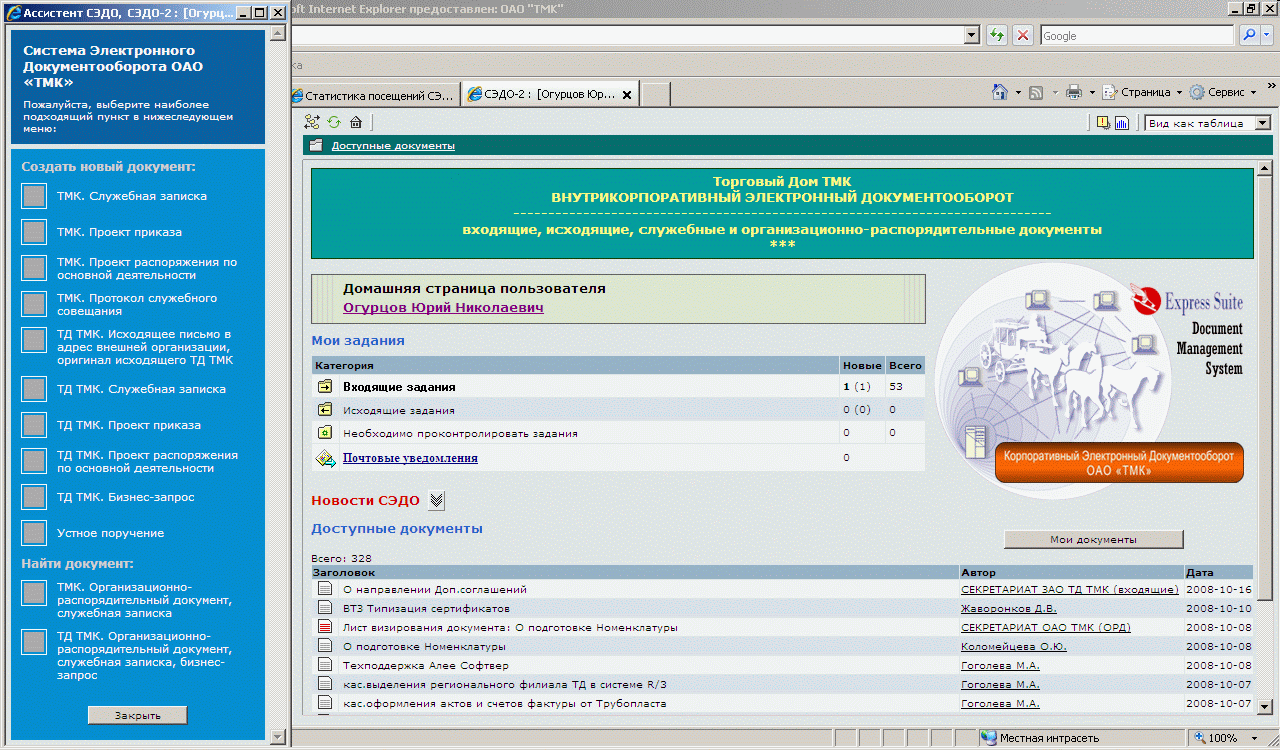 Ассистент СЭДО, СЭДО-2 : [Огурц...
Система Электронного
Документооборота ОАО
«ТМК»
Пожалуйста, выберите наиболее
подходящий пункт в нижеследующем
меню:
Создать новый документ:
ТМК. Служебная записка
ТМК. Проект приказа
ТМК. Проект распоряжения по
основной деятельности
ТМК. Протокол служебного
совещания
ТД ТМК. Исходящее письмо в
адрес внешней организации,
оригинал исходящего ТД ТМК
ТД ТМК. Служебная записка
ТД ТМК. Проект приказа
ТД ТМК. Проект распоряжения
по основной деятельности
ТД ТМК. Бизнес-запрос
Устное поручение
Найти документ:
ТМК. Организационно-
распорядительный документ,
служебная записка
ТД ТМК. Организационно-
распорядительный документ,
служебная записка, бизнес-
запрос
Закрыть
oft Internet Explorer предоставлен: ОАО "ТМК"
Google
ка
Статистика посещений СЭ...
СЭДО-2 : [Огурцов Юр...
Страница
Сервис
Вид как таблица
Доступные документы
Торговый Дом ТМК
ВНУТРИКОРПОРАТИВНЫЙ ЭЛЕКТРОННЫЙ ДОКУМЕНТООБОРОТ
входящие, исходящие, служебные и организационно-распорядительные документы
***
Домашняя страница пользователя
Огурцов Юрий Николаевич
Express Suite
Document
Management
System
Корпоративный Электронный Документооборот
ОАО «ТМК»
Мои задания
Категория Новые Всего
Входящие задания 1 (1) 53
Исходящие задания 0 (0) 0
Необходимо проконтролировать задания 0 0
Почтовые уведомления 0
Новости СЭДО
Доступные документы
Мои документы
Всего: 328
Заголовок Автор Дата
О направлении Доп.соглашений СЕКРЕТАРИАТ ЗАО ТД ТМК (входящие) 2008-10-16
ВТЗ Типизация сертификатов Жаворонков Д.В. 2008-10-10
Лист визирования документа: О подготовке Номенклатуры СЕКРЕТАРИАТ ОАО ТМК (ОРД) 2008-10-08
О подготовке Номенклатуры Коломейцева О.Ю. 2008-10-08
Техподдержка Алее Софтвер Гоголева М.А. 2008-10-08
кас.выделения регионального филиала ТД в системе R/3 Гоголева М.А. 2008-10-07
кас.оформления актов и счетов фактуры от Трубопласта Гоголева М.А. 2008-10-07
Местная интрасеть
100%